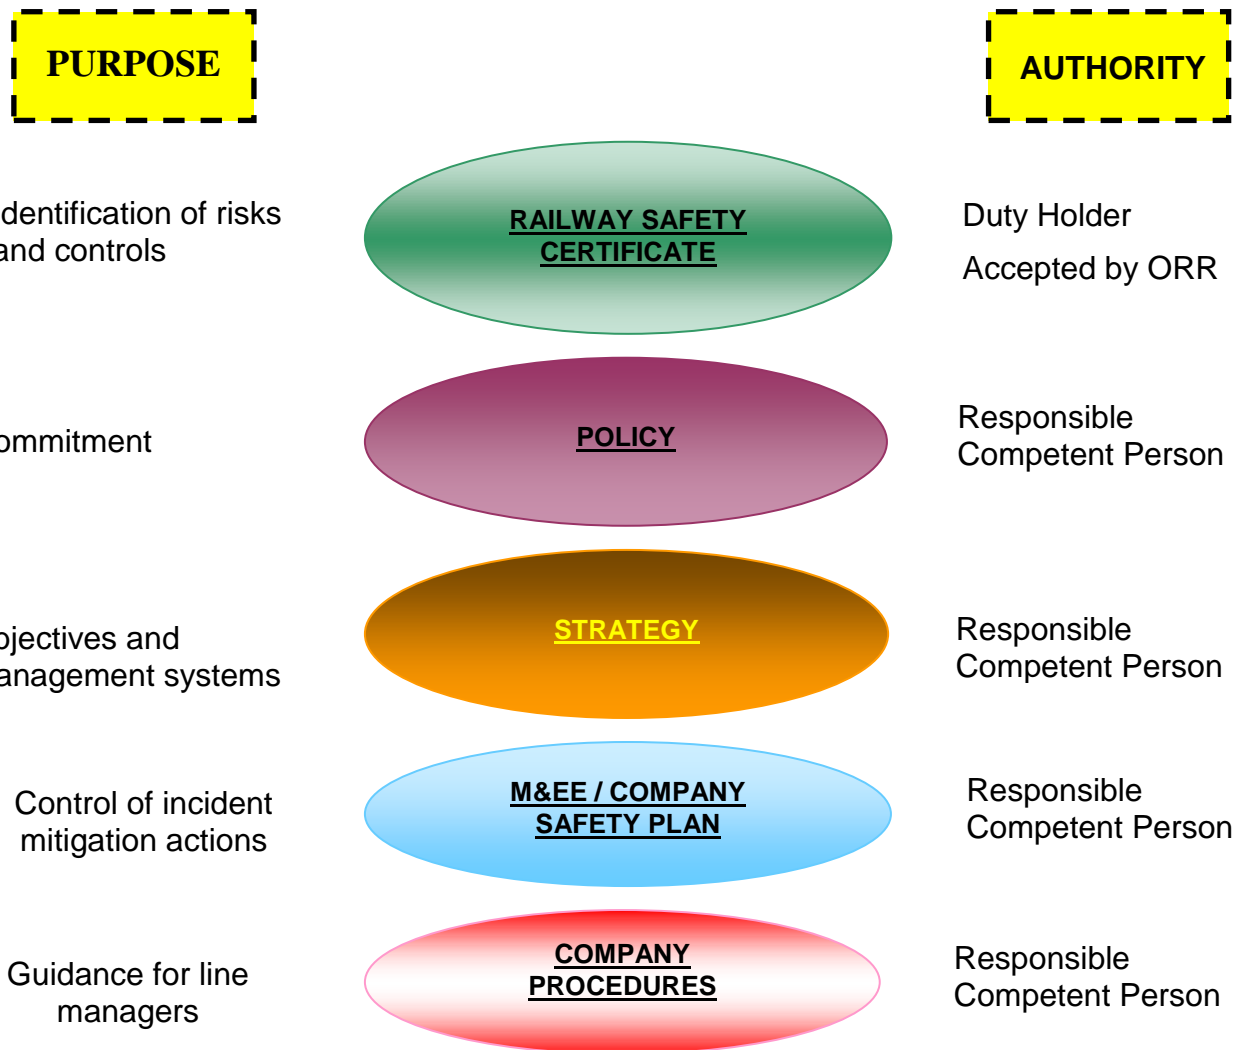 PURPOSE
AUTHORITY
dentification of risks
and controls
RAILWAY SAFETY
CERTIFICATE
Duty Holder
Accepted by ORR
ommitment
POLICY
Responsible
Competent Person
bjectives and
anagement systems
STRATEGY
Responsible
Competent Person
Control of incident
mitigation actions
M&EE / COMPANY
SAFETY PLAN
Responsible
Competent Person
Guidance for line
managers
COMPANY
PROCEDURES
Responsible
Competent Person